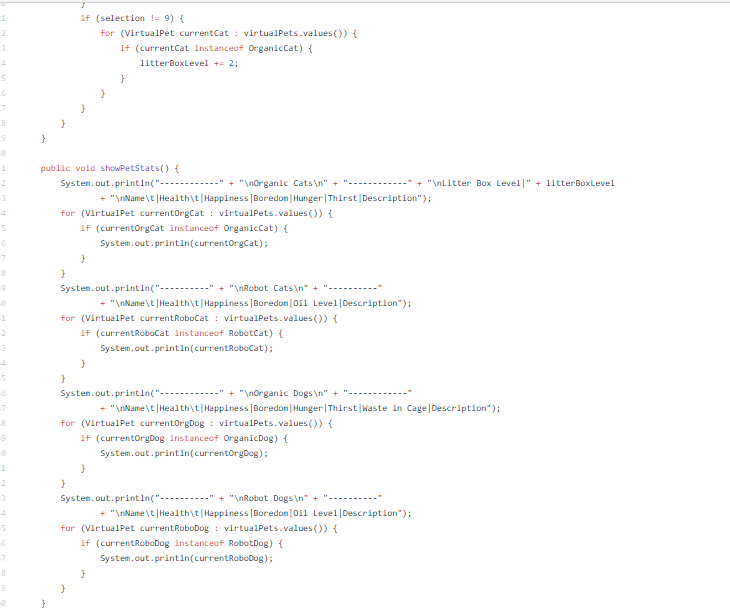 }
if (selection != 9) {
for (VirtualPet currentCat : virtualPets.values()) {
if (currentCat instanceof OrganicCat) {
litterBoxLevel += 2;
}
}
}
}
}
public void showPetStats() {
System.out.println("------------" + "\nOrganic Cats\n" + "------------" + "\nLitter Box Level|" + litterBoxLevel
+ "\nName\t|Health\t|Happiness|Boredom|Hunger|Thirst|Description");
for (VirtualPet currentOrgCat : virtualPets.values()) {
if (currentOrgCat instanceof OrganicCat) {
System.out.println(currentOrgCat);
}
}
System.out.println("----------" + "\nRobot Cats\n" + "----------"
+ "\nName\t|Health\t|Happiness|Boredom|Oil Level|Description");
for (VirtualPet currentRoboCat : virtualPets.values()) {
if (currentRoboCat instanceof RobotCat) {
System.out.println(currentRoboCat);
}
}
System.out.println("------------" + "\nOrganic Dogs\n" + "------------"
+ "\nName\t|Health\t|Happiness|Boredom|Hunger|Thirst|Waste in Cage|Description");
for (VirtualPet currentOrgDog : virtualPets.values()) {
if (currentOrgDog instanceof OrganicDog) {
System.out.println(currentOrgDog);
}
}
System.out.println("----------" + "\nRobot Dogs\n" + "----------"
+ "\nName\t|Health\t|Happiness|Boredom|Oil Level|Description");
for (VirtualPet currentRoboDog : virtualPets.values()) {
if (currentRoboDog instanceof RobotDog) {
System.out.println(currentRoboDog);
}
}
}